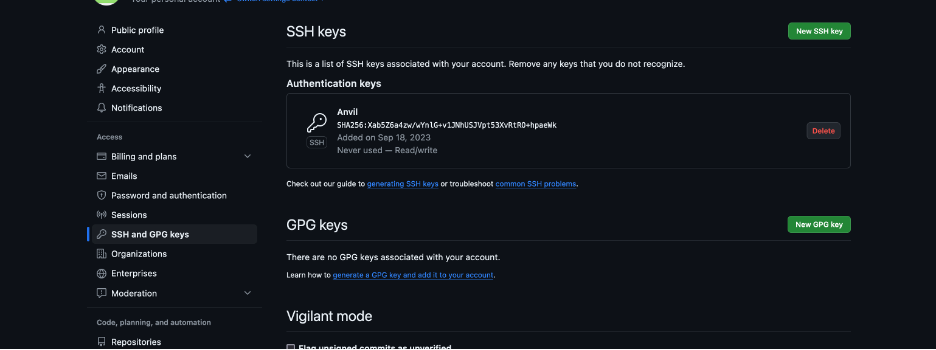 Your personal account
Public profile
Account
Appearance
Accessibility
Notifications
Access
Billing and plans
Emails
Password and authentication
Sessions
SSH and GPG keys
Organizations
Enterprises
Moderation
Code, planning, and automation
Repositories
SSH keys
New SSH key
This is a list of SSH keys associated with your account. Remove any keys that you do not recognize.
Authentication keys
Anvil
SHA256:Xab5Z6a4zw/wYnlG+v1JNhUSJVpt53XvRtRO+hpaeWk
Added on Sep 18, 2023
Never used — Read/write
SSH
Delete
Check out our guide to generating SSH keys or troubleshoot common SSH problems.
GPG keys
New GPG key
There are no GPG keys associated with your account.
Learn how to generate a GPG key and add it to your account.
Vigilant mode
Flag unsigned commits as unverified